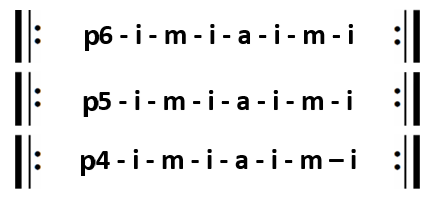 p6 - i - m - i - a - i - m - i
p5 - i - m - i - a - i - m - i
p4 - i - m - i - a - i - m – i